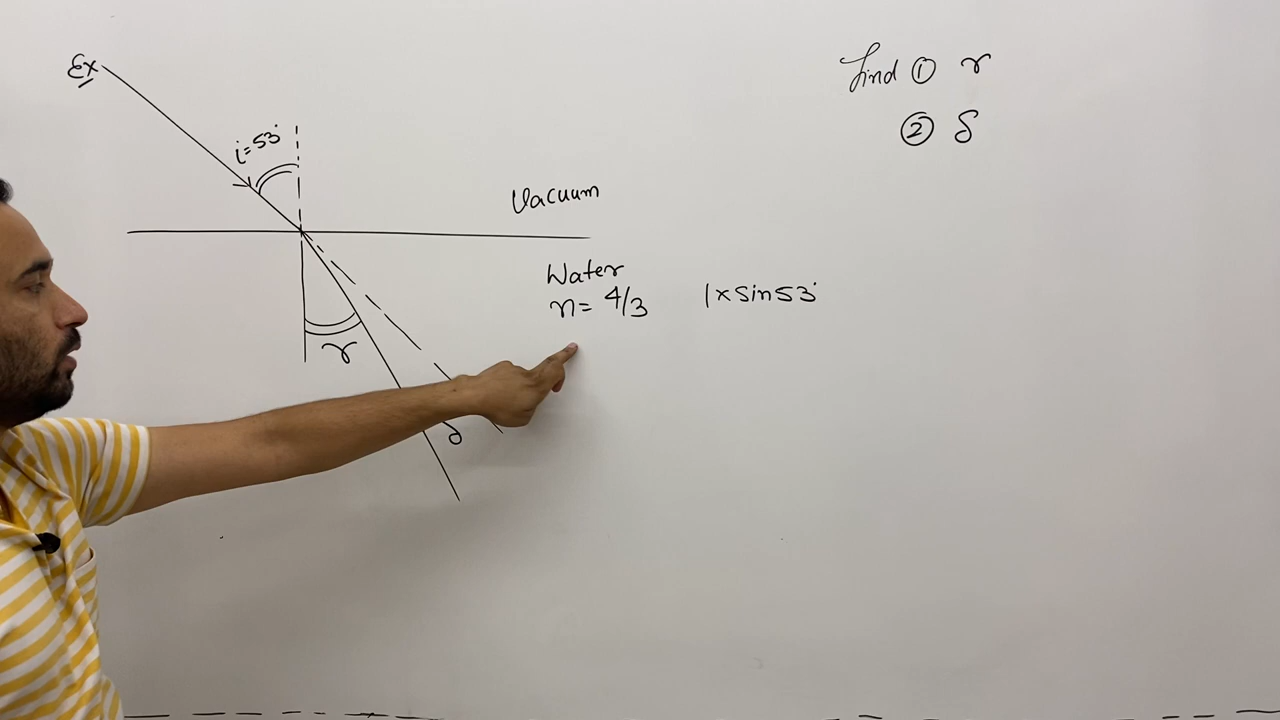 Ex
i=53°
Vacuum
Water
n= 4/3
1×sin53°
r
δ
find ① r
② δ